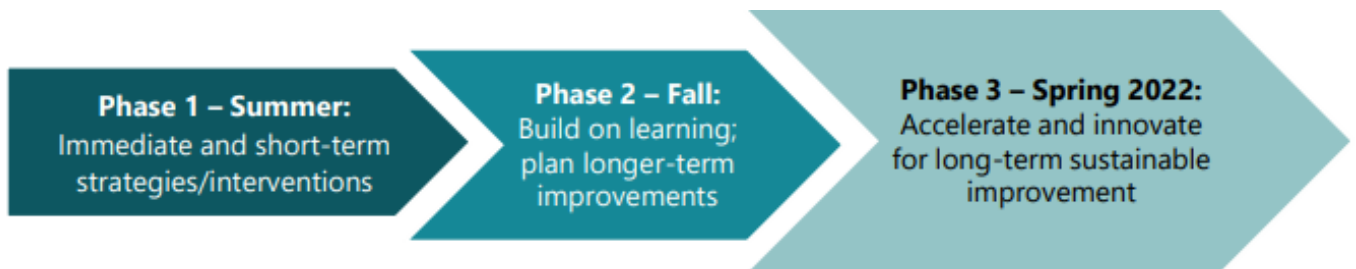 Phase 1 – Summer:
Immediate and short-term
strategies/interventions
Phase 2 – Fall:
Build on learning;
plan longer-term
improvements
Phase 3 – Spring 2022:
Accelerate and innovate
for long-term sustainable
improvement